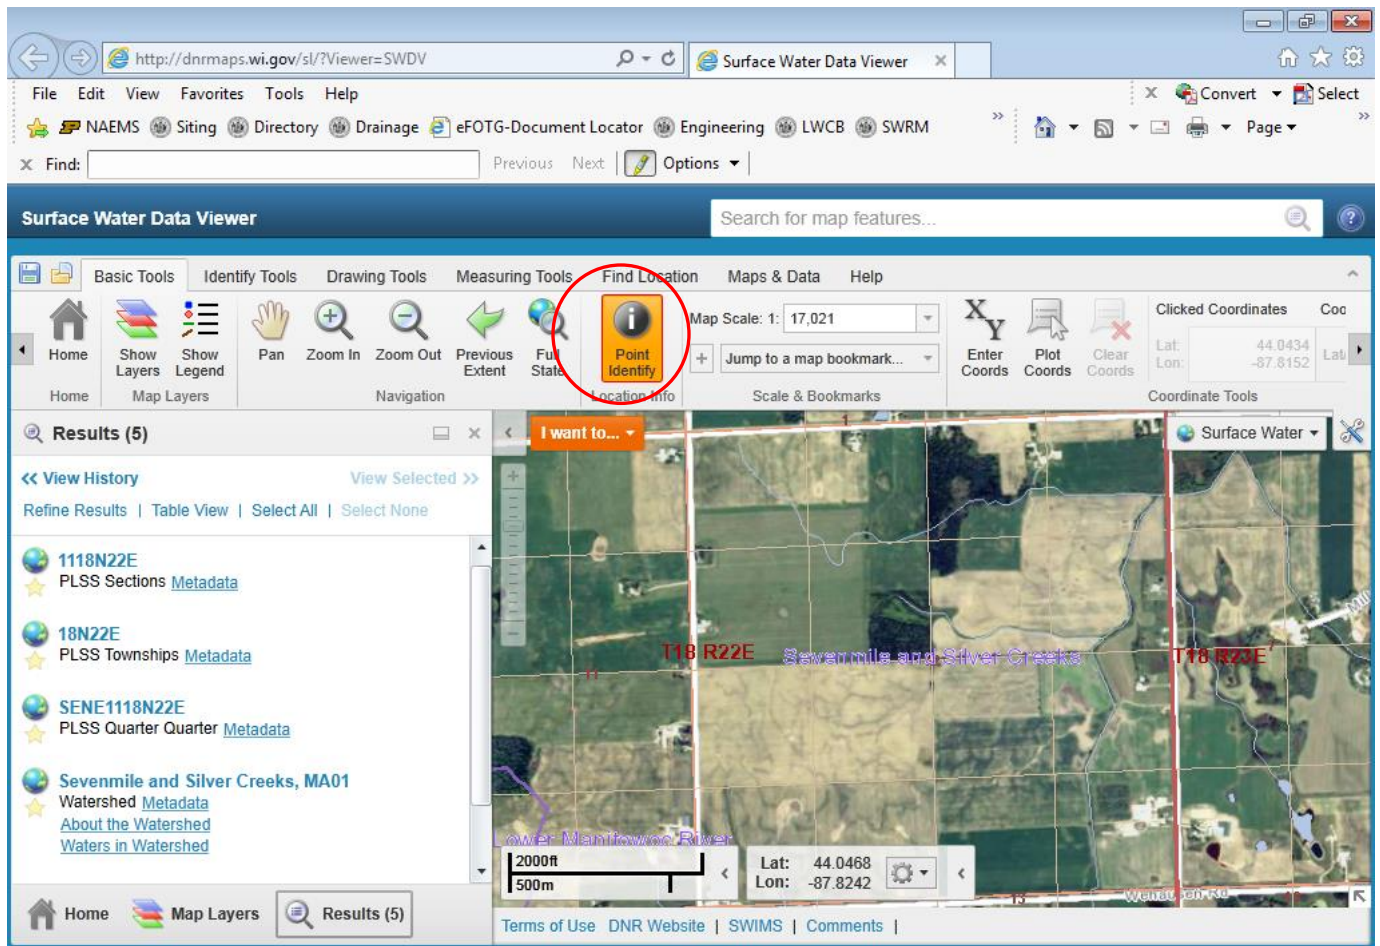 http://dnrmaps.wi.gov/sl/?Viewer=SWDV
Surface Water Data Viewer
File Edit View Favorites Tools Help
x Convert Select
NAEMS Siting Directory Drainage eFOTG-Document Locator Engineering LWCB SWRM
Page
x Find: Previous Next Options
Surface Water Data Viewer
Search for map features...
Basic Tools Identify Tools Drawing Tools Measuring Tools Find Location Maps & Data Help
Home
Show Layers
Show Legend
Pan
Zoom In
Zoom Out
Previous Extent
Full State
Point Identify
Map Scale: 1: 17,021
Jump to a map bookmark...
Enter Coords
Plot Coords
Clear Coords
Clicked Coordinates
Lat: 44.0434
Lon: -87.8152
Home Map Layers Navigation Location Info Scale & Bookmarks Coordinate Tools
Results (5)
<< View History View Selected >>
Refine Results | Table View | Select All | Select None
1118N22E
PLSS Sections Metadata
18N22E
PLSS Townships Metadata
SENE1118N22E
PLSS Quarter Quarter Metadata
Sevenmile and Silver Creeks, MA01
Watershed Metadata
About the Watershed
Waters in Watershed
Home Map Layers Results (5)
I want to...
Surface Water
1
T18 R22E
Sevenmile and Silver Creeks
T18 R23E
11
Lower Manitowoc River
2000ft
500m
Lat: 44.0468
Lon: -87.8242
13
Terms of Use DNR Website | SWIMS | Comments |